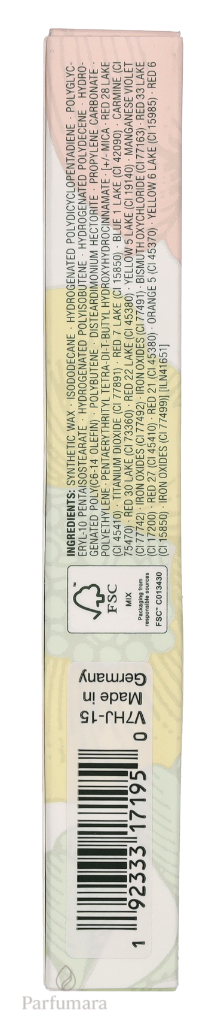 INGREDIENTS: SYNTHETIC WAX · ISODODECANE · HYDROGENATED POLYDICYCLOPENTADIENE · POLYGLYC-
ERYL-10 PENTAISOSTEARATE · HYDROGENATED POLYISOBUTENE · HYDROGENATED POLYDECENE · HYDRO-
GENATED POLY(C6-14 OLEFIN) · POLYBUTENE · DISTEARDIMONIUM HECTORITE · PROPYLENE CARBONATE ·
POLYETHYLENE · PENTAERYTHRITYL TETRA-DI-T-BUTYL HYDROXYHYDROCINNAMATE · [+/- MICA · RED 28 LAKE
(CI 45410) · TITANIUM DIOXIDE (CI 77891) · RED 7 LAKE (CI 15850) · BLUE 1 LAKE (CI 42090) · CARMINE (CI
75470) · RED 30 LAKE (CI 73360) · RED 22 LAKE (CI 45380) · YELLOW 5 LAKE (CI 19140) · MANGANESE VIOLET
(CI 77742) · IRON OXIDES (CI 77492) · IRON OXIDES (CI 77491) · BISMUTH OXYCHLORIDE (CI 77163) · RED 33 LAKE
(CI 17200) · RED 27 (CI 45410) · RED 21 (CI 45380) · ORANGE 5 (CI 45370) · YELLOW 6 LAKE (CI 15985) · RED 6
(CI 15850) · IRON OXIDES (CI 77499)] [ILN41651]
FSC
MIX
Packaging from
responsible sources
FSC™ C013430
V7HJ-15
Made in
Germany
1 92333 17195 0
Parfumara